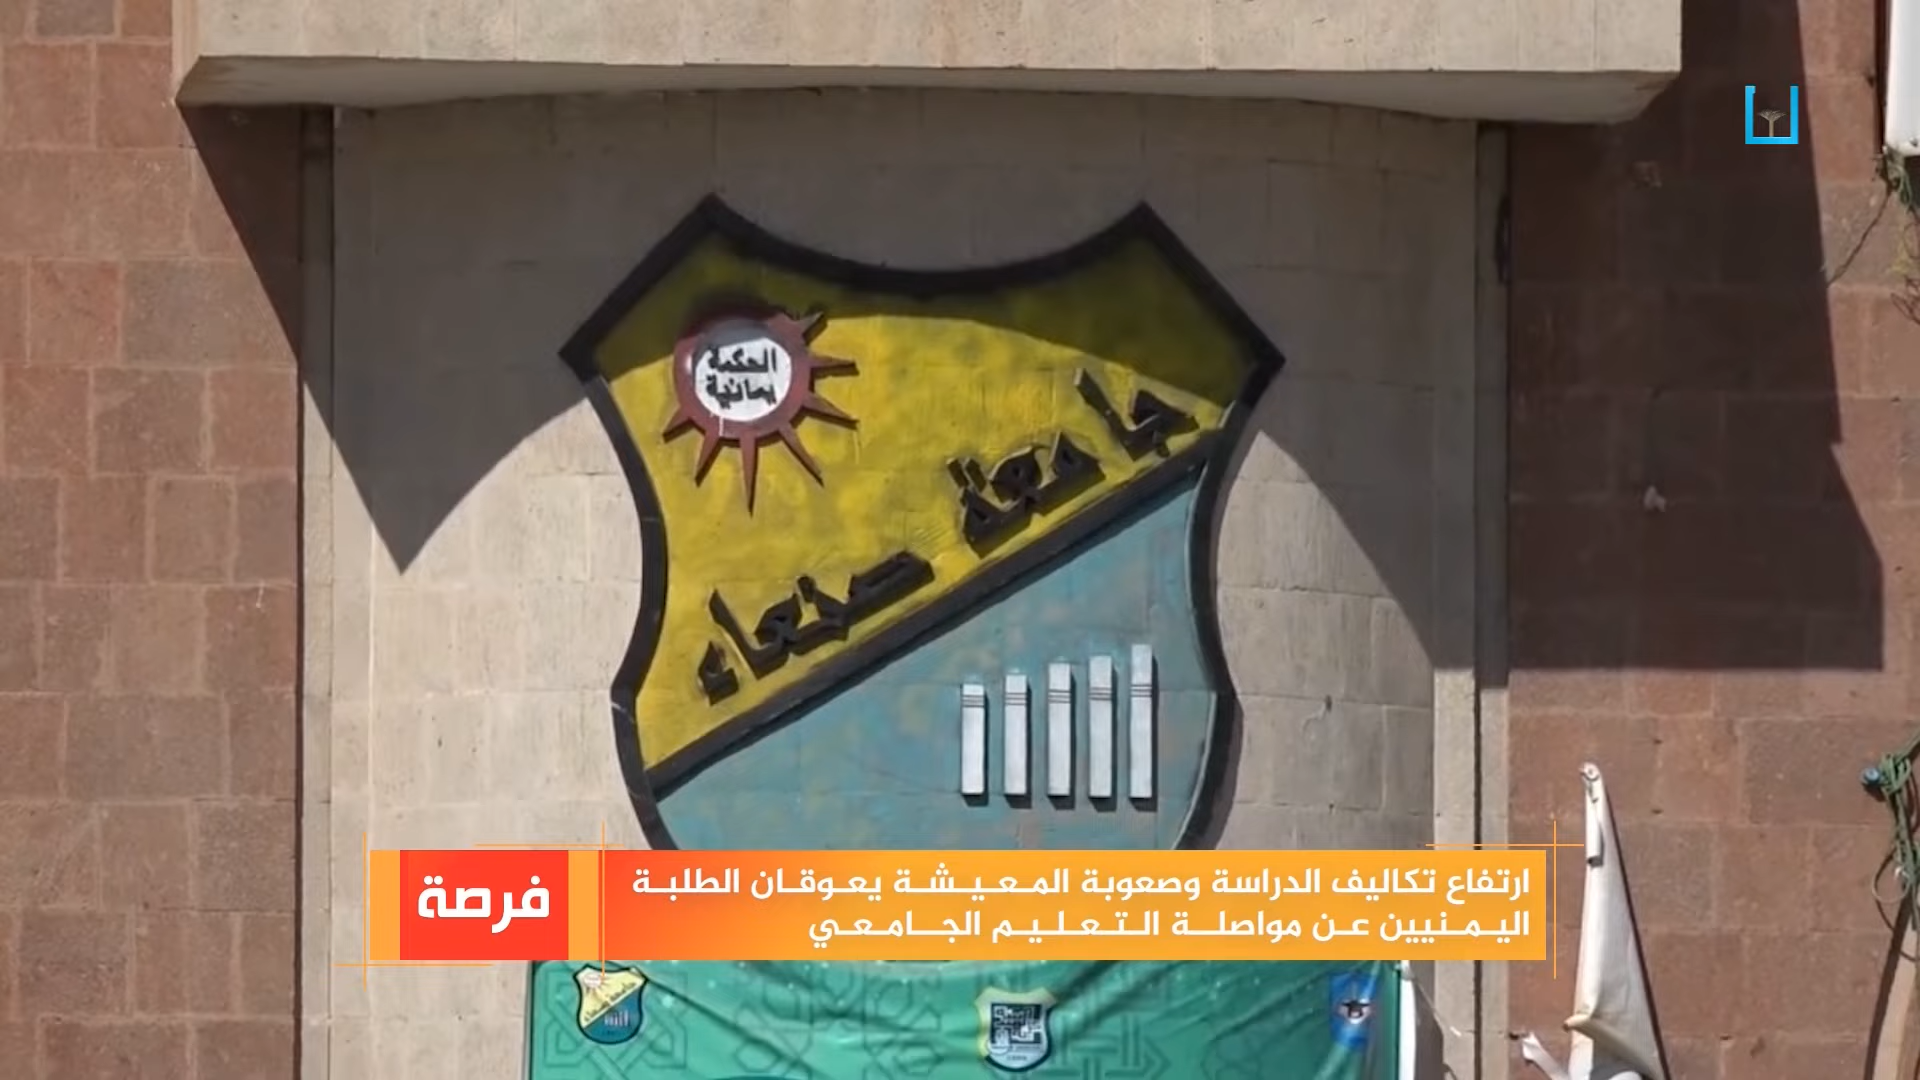 الحكمة
يمانية
جامعة صنعاء
ارتفاع تكاليف الدراسة وصعوبة المعيشة يعوقان الطلبة
اليمنيين عن مواصلة التعليم الجامعي
فرصة